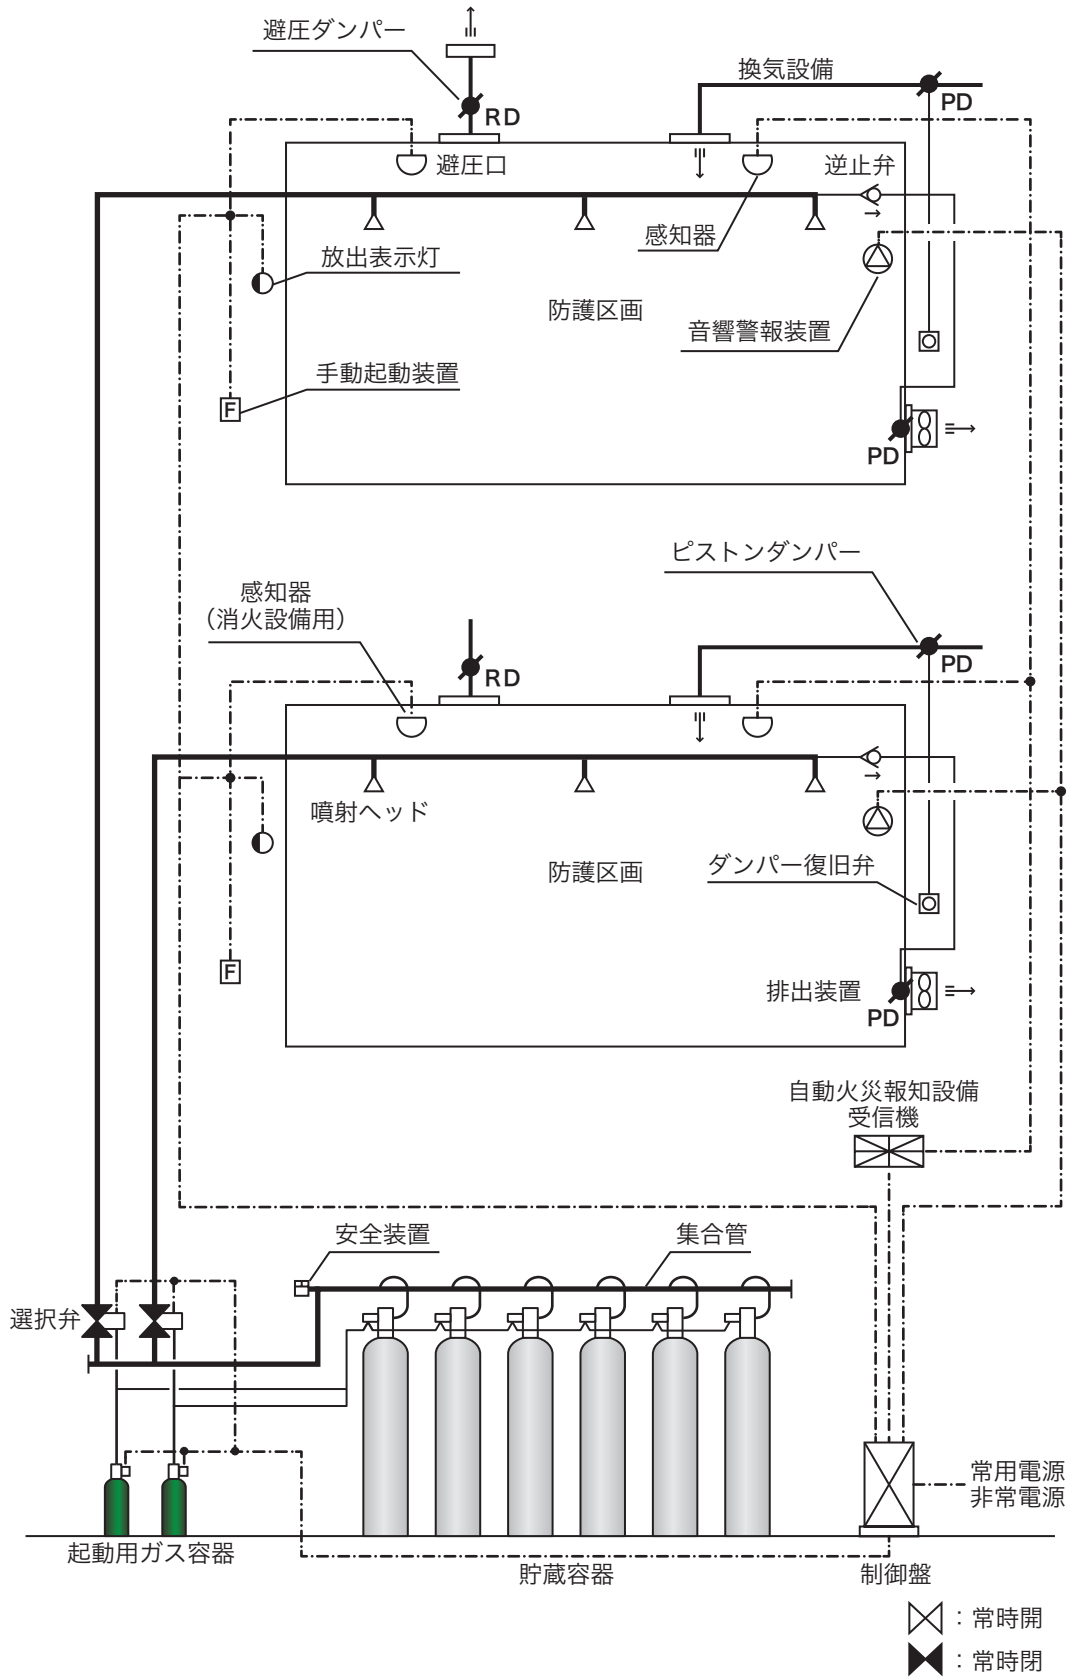 避圧ダンパー
RD
換気設備
PD
避圧口
逆止弁
感知器
放出表示灯
防護区画
音響警報装置
手動起動装置
F
PD
ピストンダンパー
感知器
（消火設備用）
RD
PD
噴射ヘッド
防護区画
ダンパー復旧弁
F
排出装置
PD
自動火災報知設備
受信機
安全装置
集合管
選択弁
常用電源
非常電源
起動用ガス容器
貯蔵容器
制御盤
：常時開
：常時閉